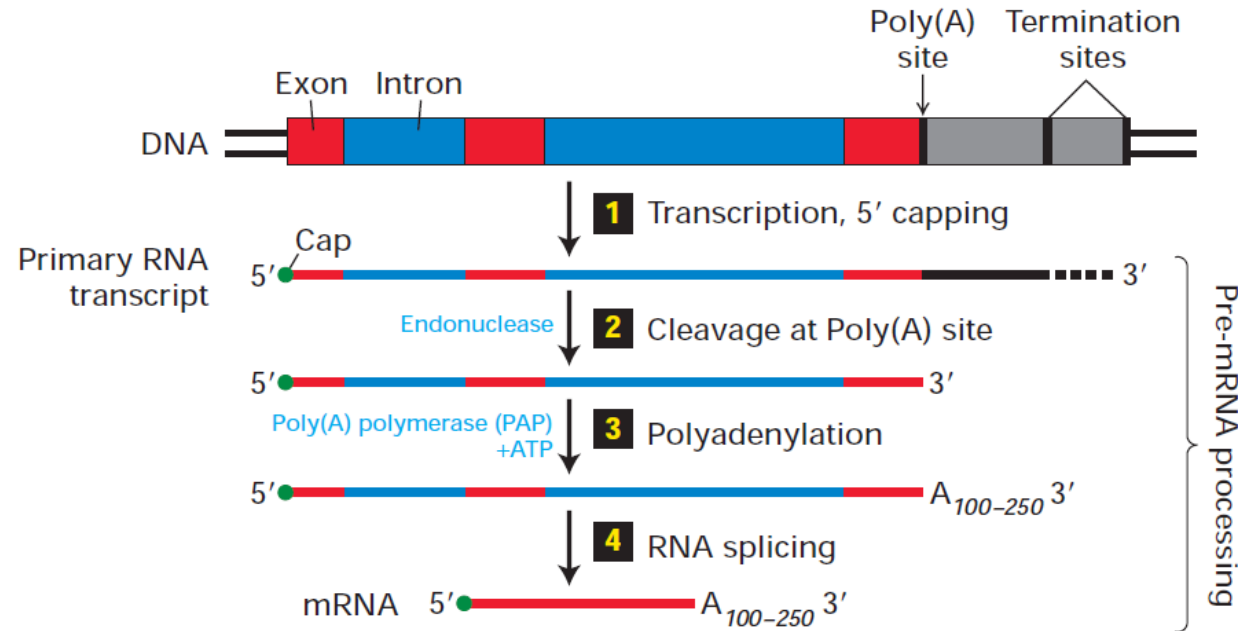 Poly(A)
site
Termination
sites
Exon
Intron
DNA
1 Transcription, 5′ capping
Primary RNA
transcript
5′
Cap
3′
Endonuclease
2 Cleavage at Poly(A) site
5′
3′
Poly(A) polymerase (PAP)
+ATP
3 Polyadenylation
5′
A100–250 3′
4 RNA splicing
mRNA
5′
A100–250 3′
Pre-mRNA processing